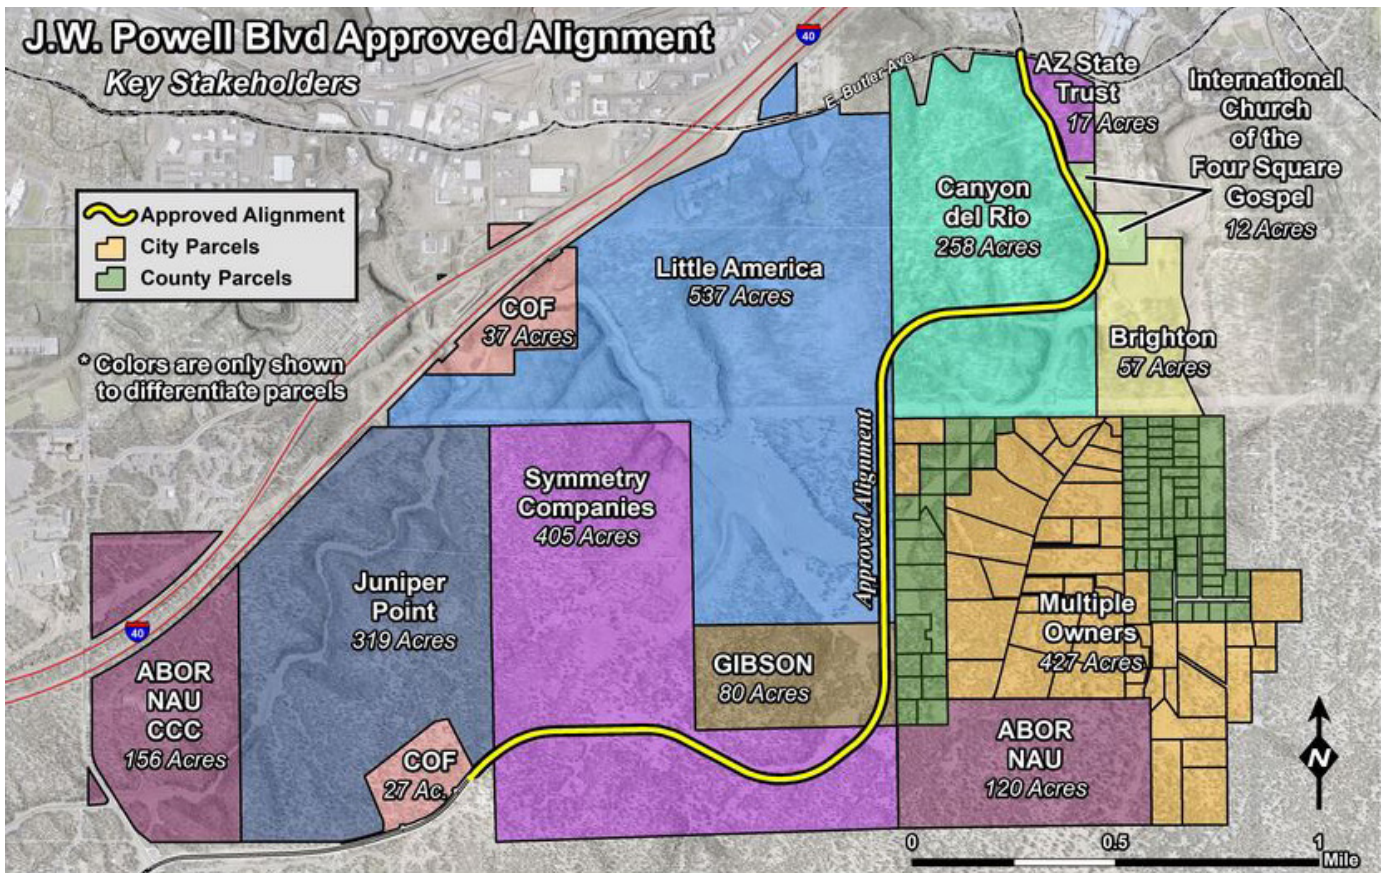 J.W. Powell Blvd Approved Alignment
Key Stakeholders
40
E. Butler Ave.
AZ State
Trust
17 Acres
International
Church
of the
Four Square
Gospel
12 Acres
Approved Alignment
City Parcels
County Parcels
Canyon
del Rio
258 Acres
Little America
537 Acres
COF
37 Acres
* Colors are only shown
to differentiate parcels
Brighton
57 Acres
Approved Alignment
Symmetry
Companies
405 Acres
Juniper
Point
319 Acres
Multiple
Owners
427 Acres
40
GIBSON
80 Acres
ABOR
NAU
CCC
156 Acres
COF
27 Ac.
ABOR
NAU
120 Acres
N
0 0.5 1
Mile